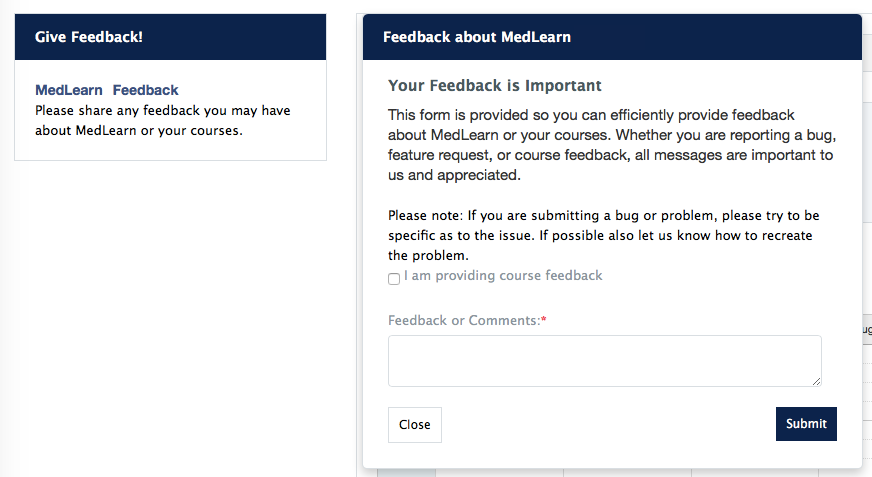 Give Feedback!
MedLearn Feedback
Please share any feedback you may have
about MedLearn or your courses.
Feedback about MedLearn
Your Feedback is Important
This form is provided so you can efficiently provide feedback
about MedLearn or your courses. Whether you are reporting a bug,
feature request, or course feedback, all messages are important to
us and appreciated.
Please note: If you are submitting a bug or problem, please try to be
specific as to the issue. If possible also let us know how to recreate
the problem.
I am providing course feedback
Feedback or Comments:*
Close
Submit